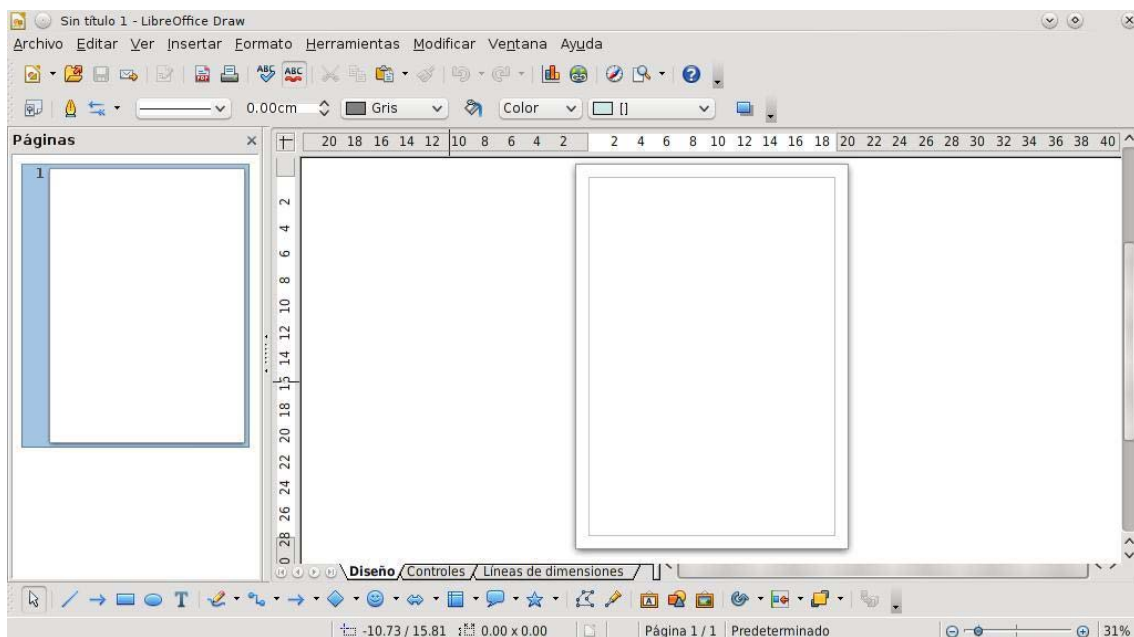 Sin título 1 - LibreOffice Draw
Archivo Editar Ver Insertar Formato Herramientas Modificar Ventana Ayuda
PDF ABC ABC
0.00cm Gris Color []
Páginas
20 18 16 14 12 10 8 6 4 2 2 4 6 8 10 12 14 16 18 20 22 24 26 28 30 32 34 36 38 40
1
2
4
6
8
10
12
14
18
20
22
24
26
28
Diseño Controles Líneas de dimensiones
T
-10.73 / 15.81 0.00 x 0.00 Página 1 / 1 Predeterminado 31%